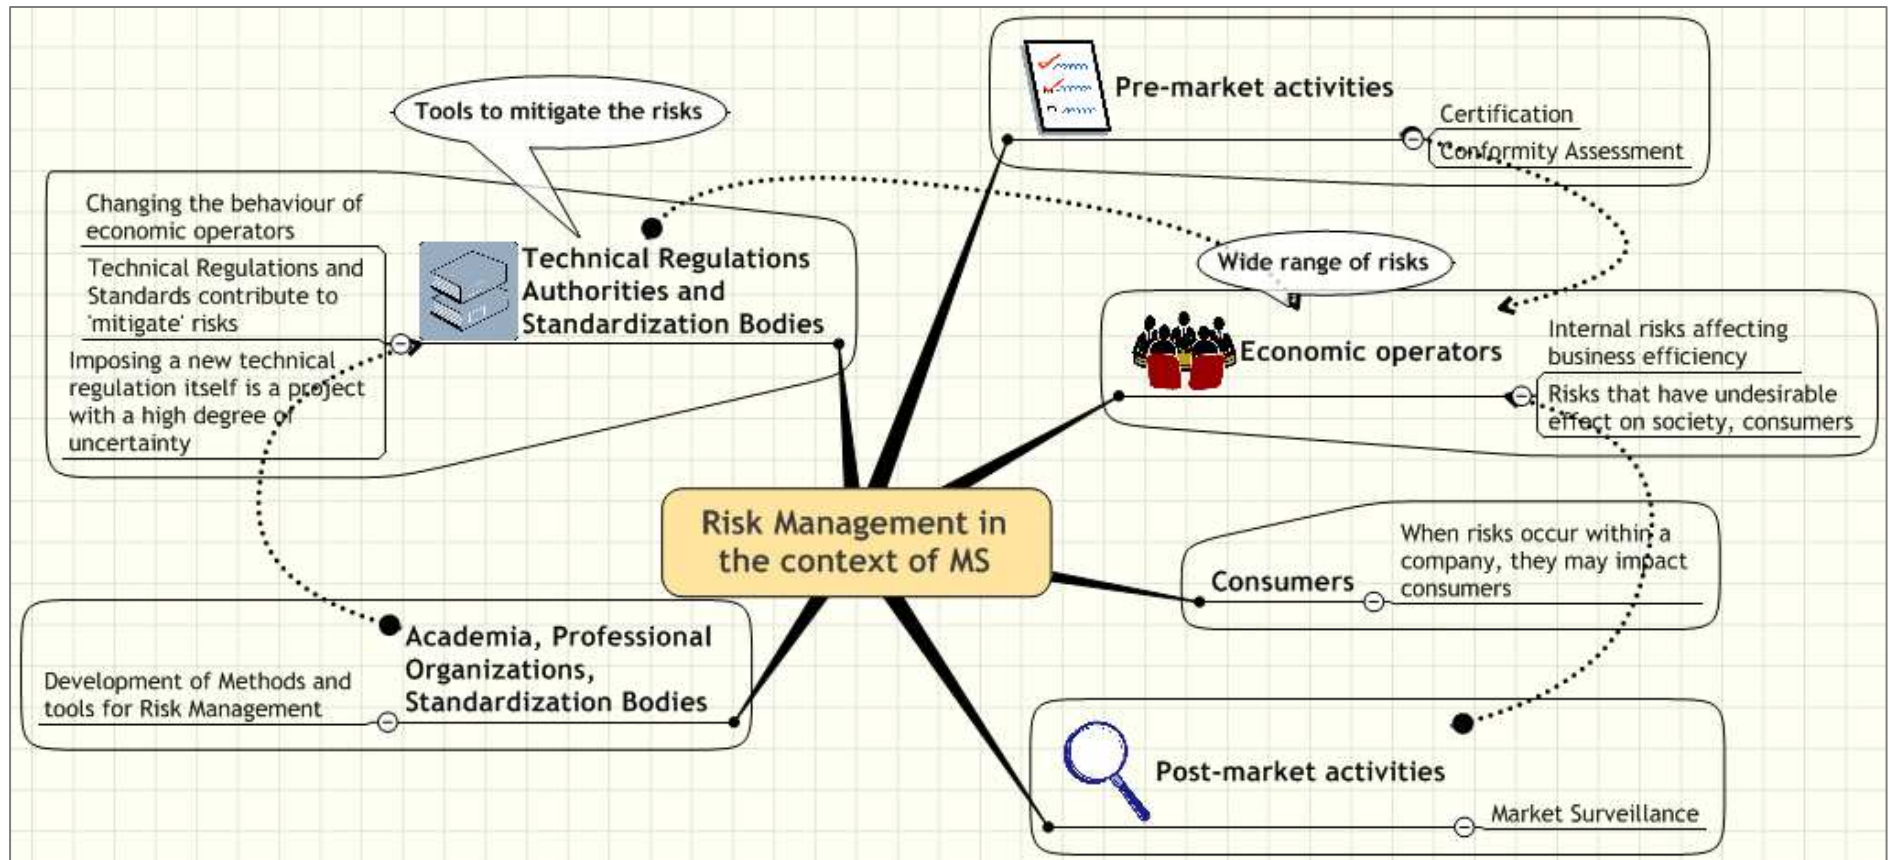 Pre-market activities
Certification
Conformity Assessment
Tools to mitigate the risks
Changing the behaviour of
economic operators
Technical Regulations and
Standards contribute to
'mitigate' risks
Imposing a new technical
regulation itself is a project
with a high degree of
uncertainty
Technical Regulations
Authorities and
Standardization Bodies
Wide range of risks
Economic operators
Internal risks affecting
business efficiency
Risks that have undesirable
effect on society, consumers
Risk Management in
the context of MS
Consumers
When risks occur within a
company, they may impact
consumers
Academia, Professional
Organizations,
Standardization Bodies
Development of Methods and
tools for Risk Management
Post-market activities
Market Surveillance